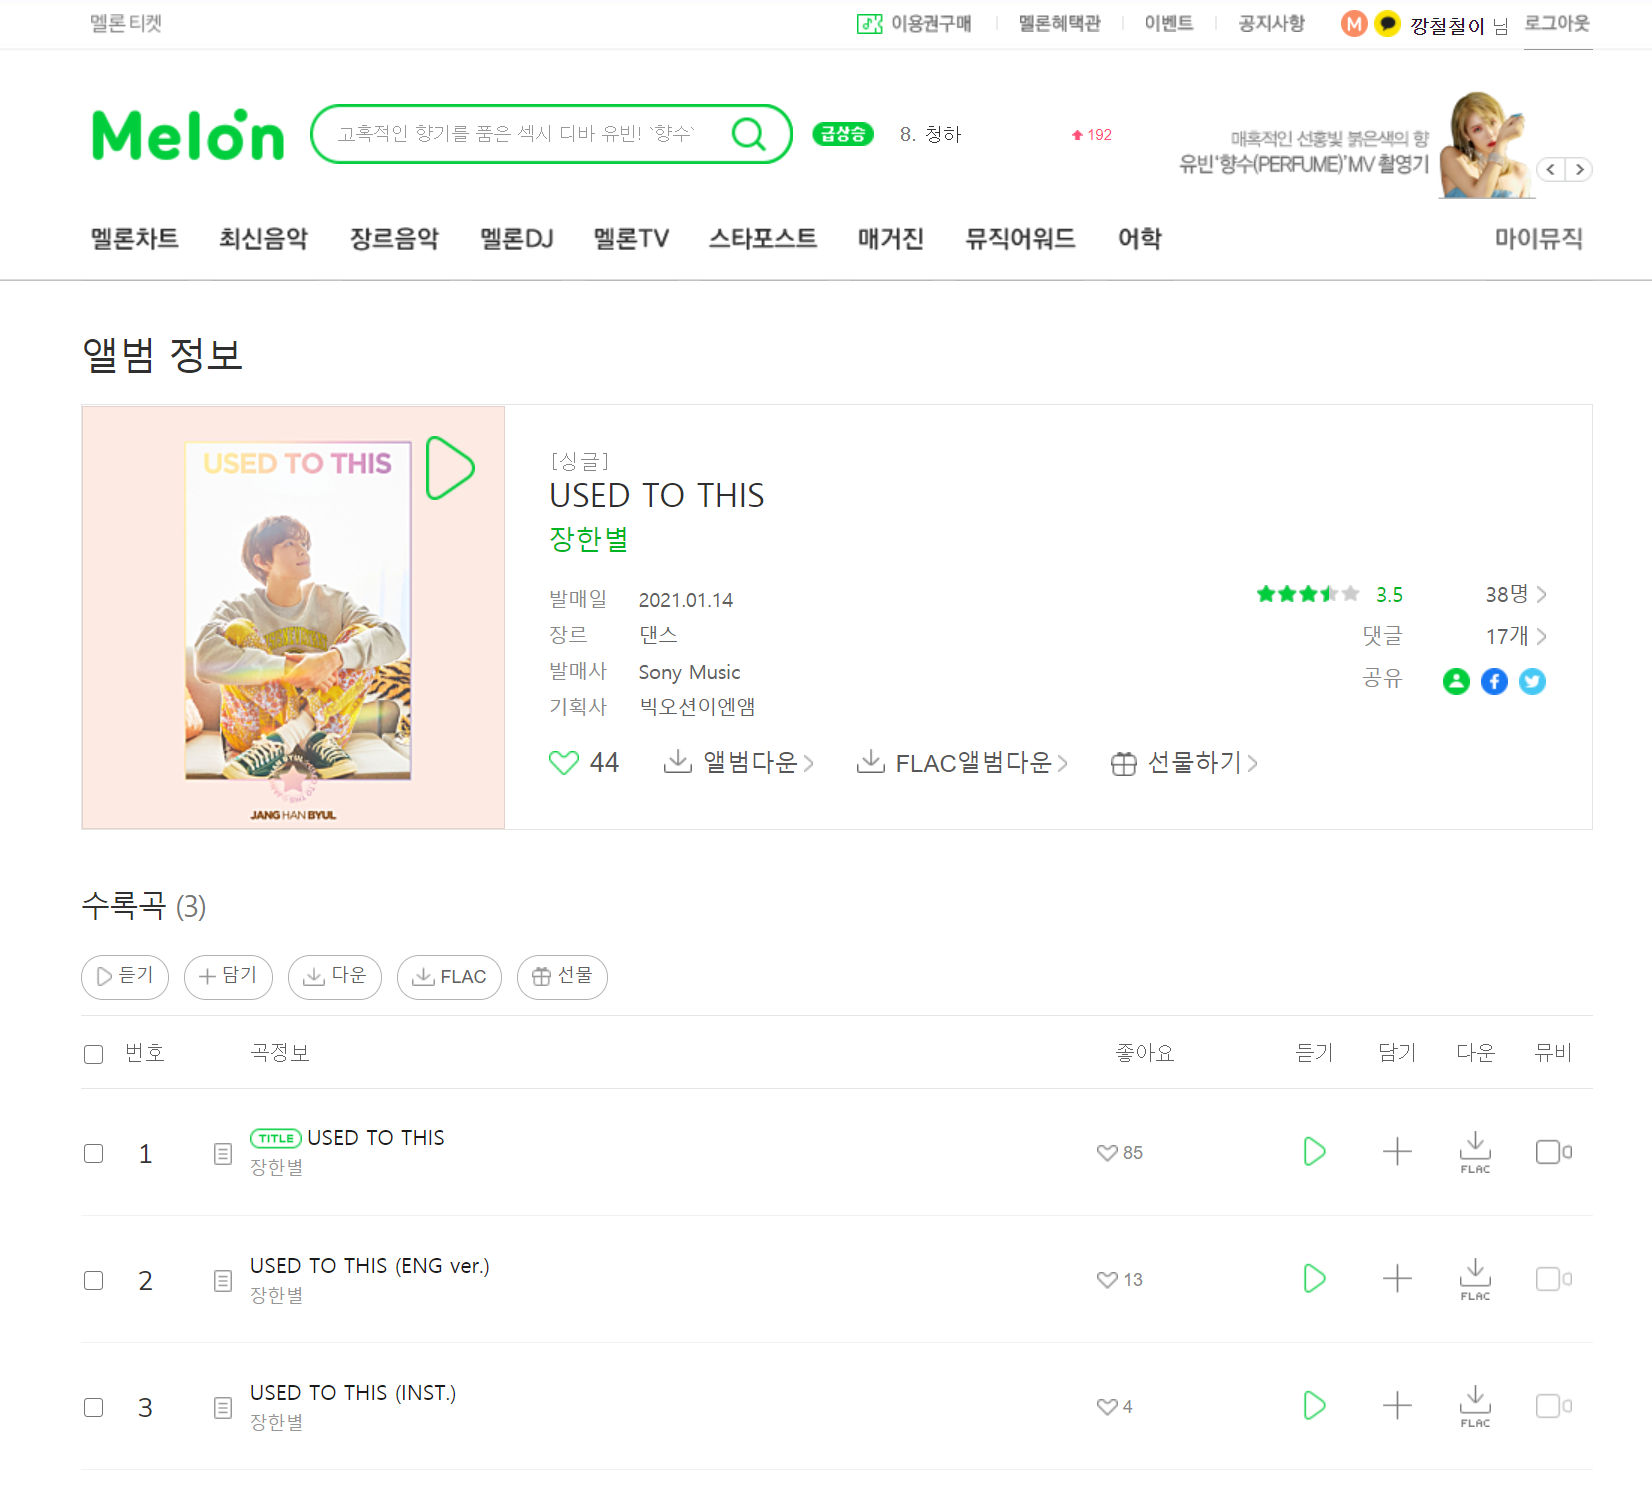 멜론티켓
이용권구매
멜론혜택관
이벤트
공지사항
M
깡철철이 님
로그아웃
Melon
고혹적인 향기를 품은 섹시 디바 유빈! `향수`
급상승
8. 청하
192
매혹적인 선홍빛 붉은색의 향
유빈‘향수(PERFUME)’MV 촬영기
멜론차트
최신음악
장르음악
멜론DJ
멜론TV
스타포스트
매거진
뮤직어워드
어학
마이뮤직
앨범 정보
USED TO THIS
JANG HAN BYUL
[싱글]
USED TO THIS
장한별
발매일 2021.01.14
장르 댄스
발매사 Sony Music
기획사 빅오션이엔앰
3.5 38명
댓글 17개
공유
44
앨범다운
FLAC앨범다운
선물하기
수록곡 (3)
듣기
담기
다운
FLAC
선물
번호 곡정보 좋아요 듣기 담기 다운 뮤비
1 TITLE USED TO THIS
장한별
85
FLAC
2 USED TO THIS (ENG ver.)
장한별
13
FLAC
3 USED TO THIS (INST.)
장한별
4
FLAC